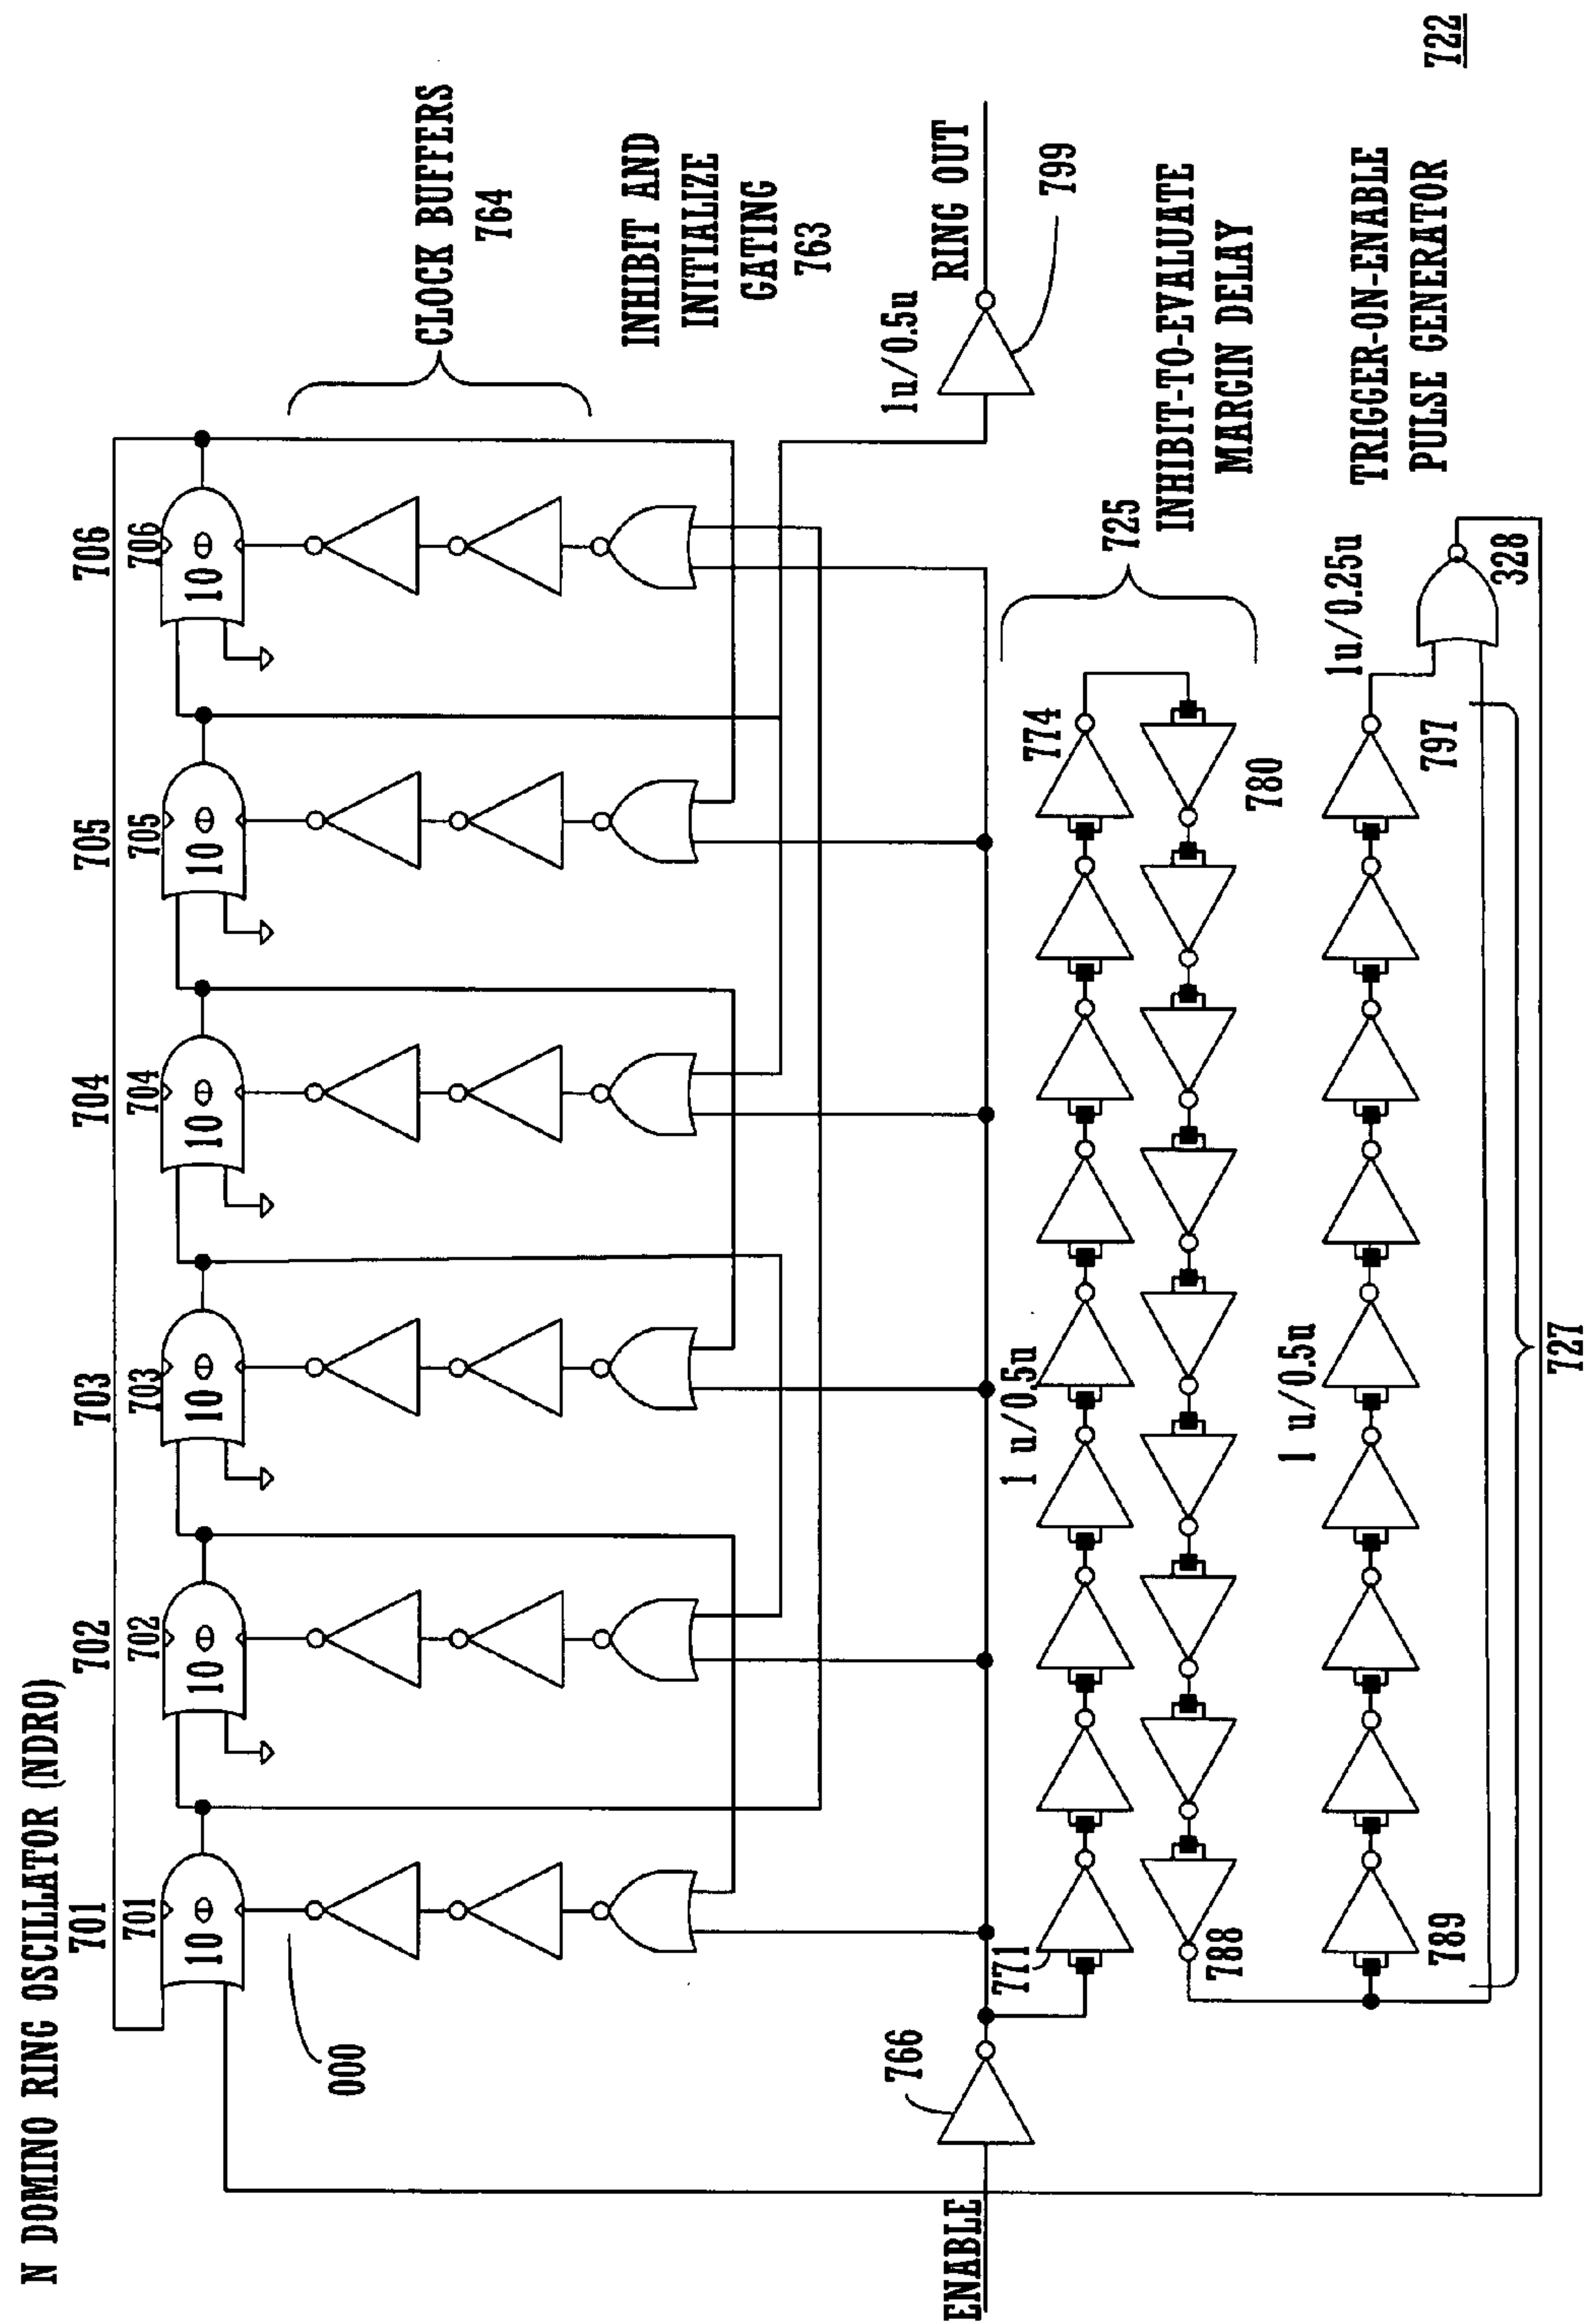 N DOMINO RING OSCILLATOR (NDRO)
701
702
703
704
705
706
701
702
703
704
705
706
10 θ
10 θ
10 θ
10 θ
10 θ
10 θ
000
CLOCK BUFFERS
764
INHIBIT AND
INITIALIZE
GATING
763
ENABLE
766
1u/0.5u
RING OUT
799
771
1 u/0.5u
774
725
INHIBIT-TO-EVALUATE
MARGIN DELAY
788
780
1 u/0.5u
1u/0.25u
TRIGGER-ON-ENABLE
PULSE GENERATOR
789
797
328
727
722